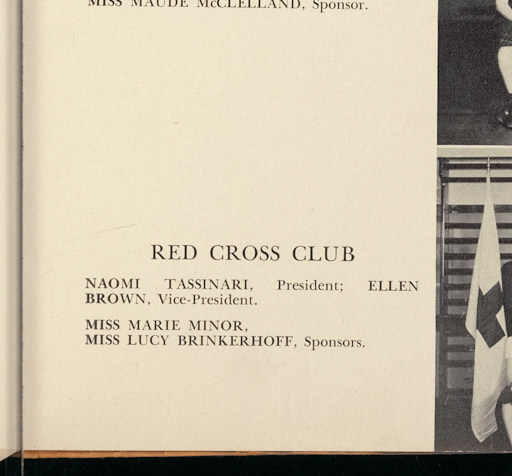 MISS MAUDE McCLELLAND, Sponsor.
RED CROSS CLUB
NAOMI TASSINARI, President; ELLEN
BROWN, Vice-President.
MISS MARIE MINOR,
MISS LUCY BRINKERHOFF, Sponsors.